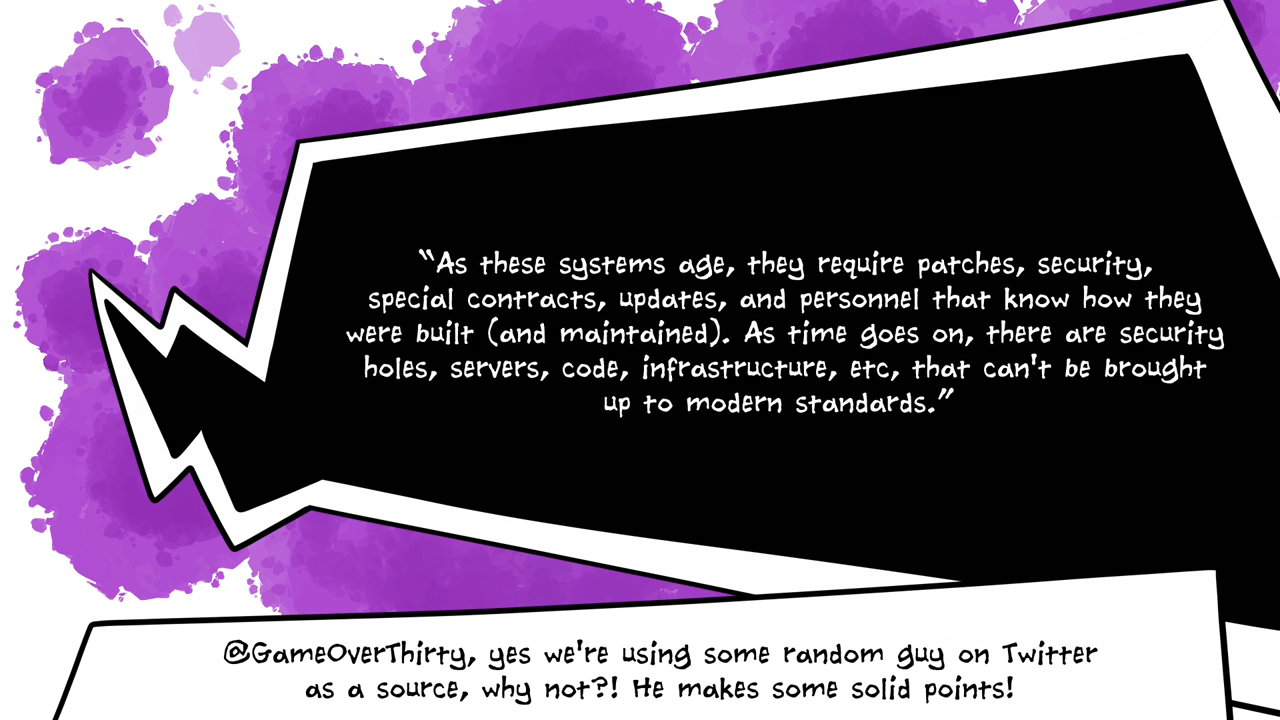 “As these systems age, they require patches, security,
special contracts, updates, and personnel that know how they
were built (and maintained). As time goes on, there are security
holes, servers, code, infrastructure, etc, that can't be brought
up to modern standards.”
@GameOverThirty, yes we're using some random guy on Twitter
as a source, why not?! He makes some solid points!